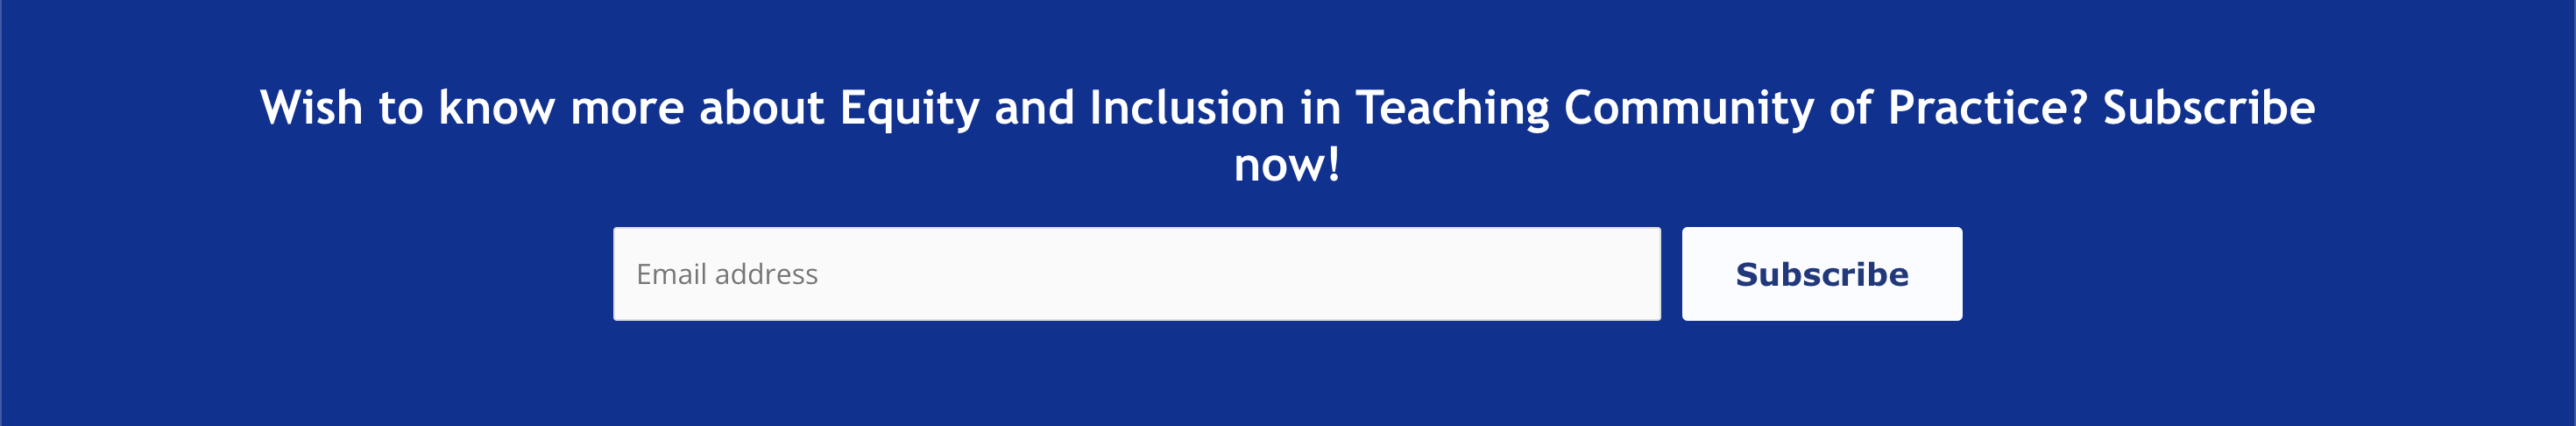 Wish to know more about Equity and Inclusion in Teaching Community of Practice? Subscribe
now!
Email address
Subscribe